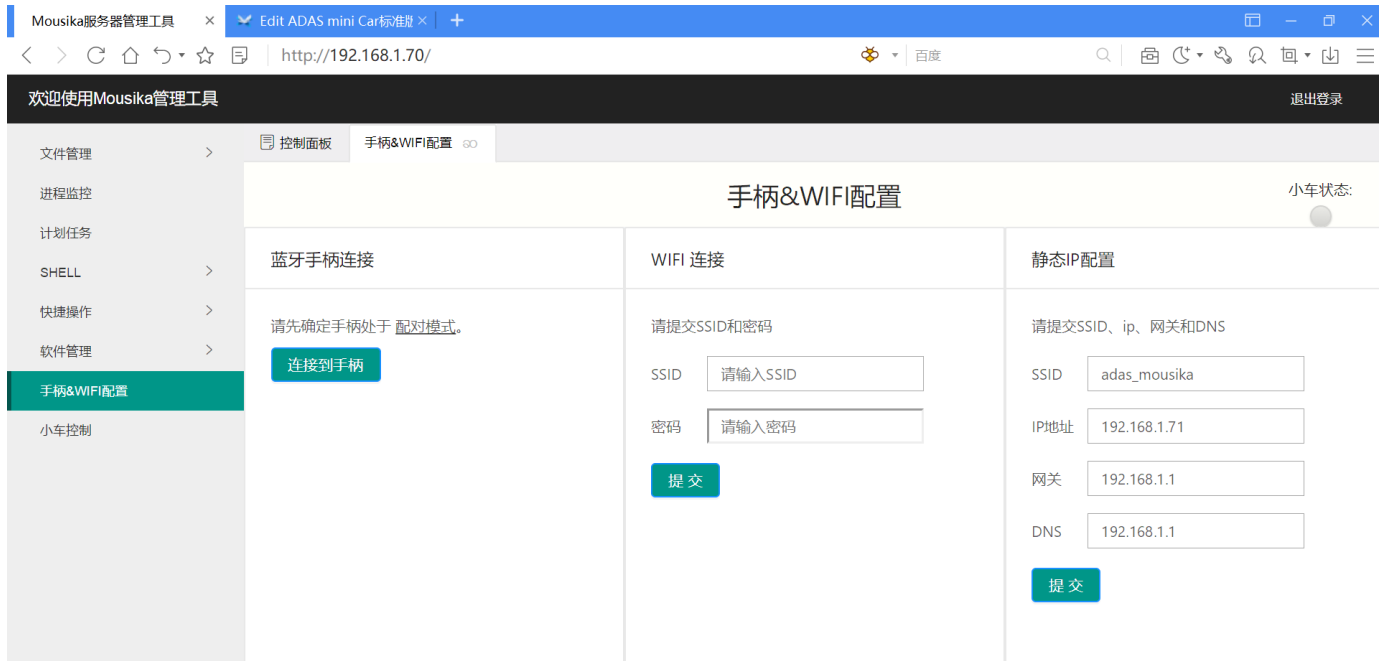 Mousika服务器管理工具
Edit ADAS mini Car标准版
http://192.168.1.70/
百度
欢迎使用Mousika管理工具
退出登录
文件管理
进程监控
计划任务
SHELL
快捷操作
软件管理
手柄&WIFI配置
小车控制
控制面板
手柄&WIFI配置
手柄&WIFI配置
小车状态:
蓝牙手柄连接
请先确定手柄处于 配对模式。
连接到手柄
WIFI 连接
请提交SSID和密码
SSID 请输入SSID
密码 请输入密码
提 交
静态IP配置
请提交SSID、ip、网关和DNS
SSID adas_mousika
IP地址 192.168.1.71
网关 192.168.1.1
DNS 192.168.1.1
提 交